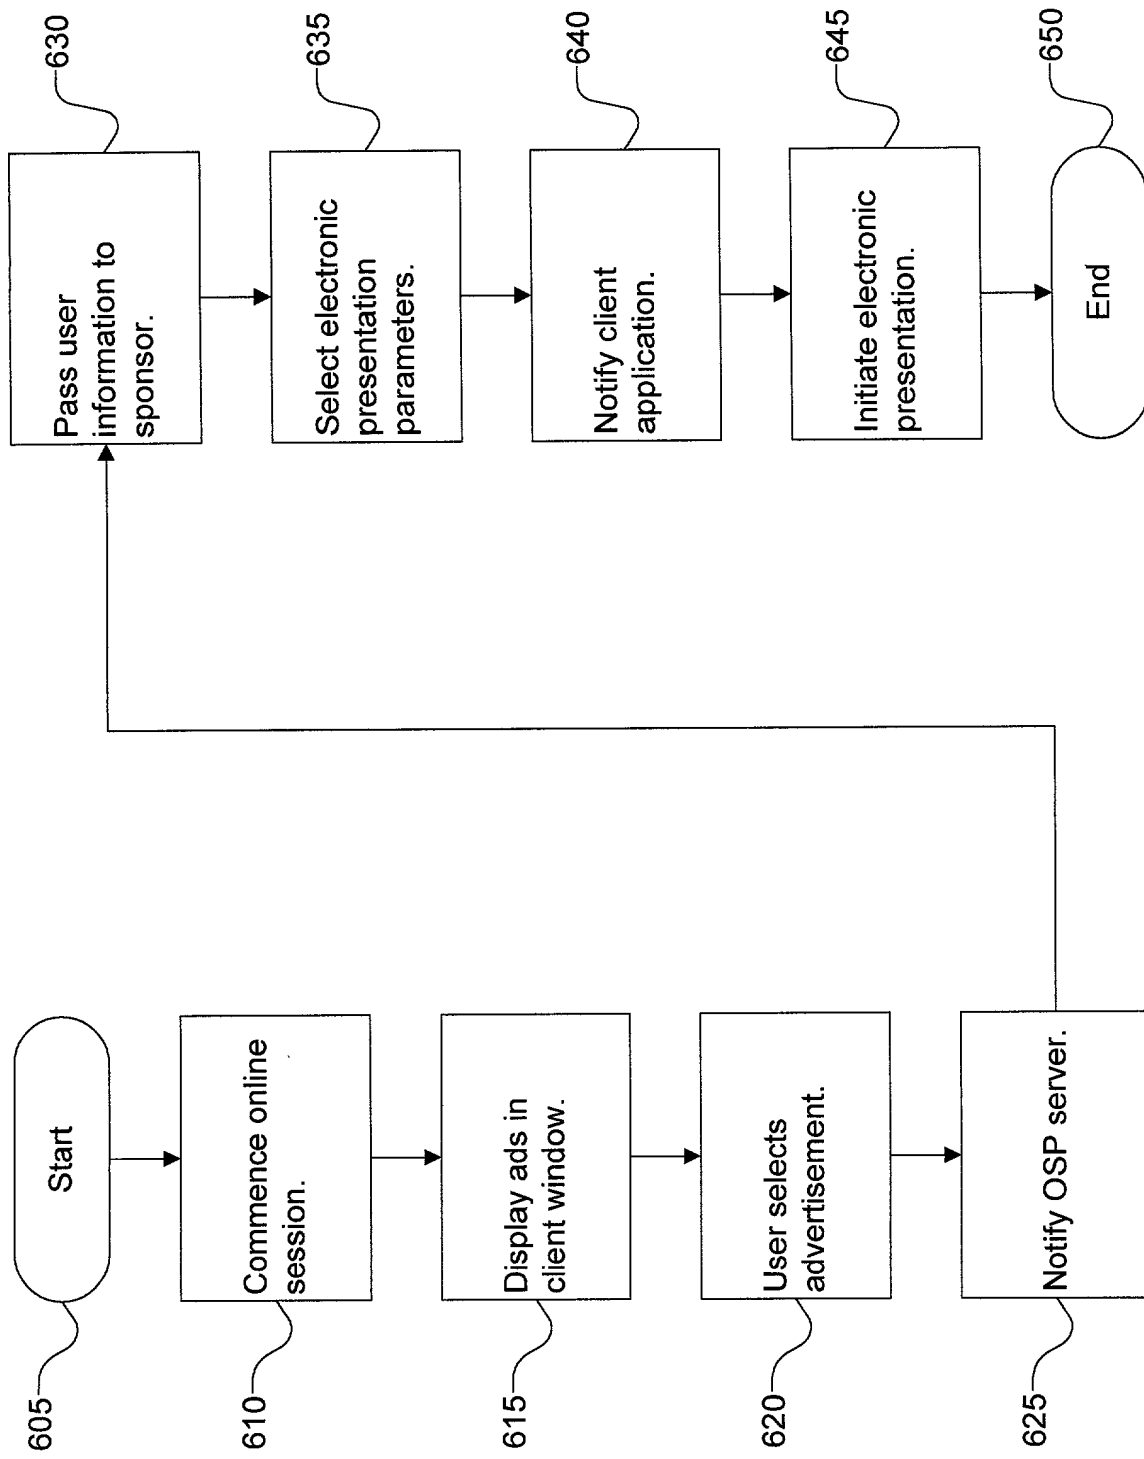 605
Start
610
Commence online
session.
615
Display ads in
client window.
620
User selects
advertisement.
625
Notify OSP server.
630
Pass user
information to
sponsor.
635
Select electronic
presentation
parameters.
640
Notify client
application.
645
Initiate electronic
presentation.
650
End